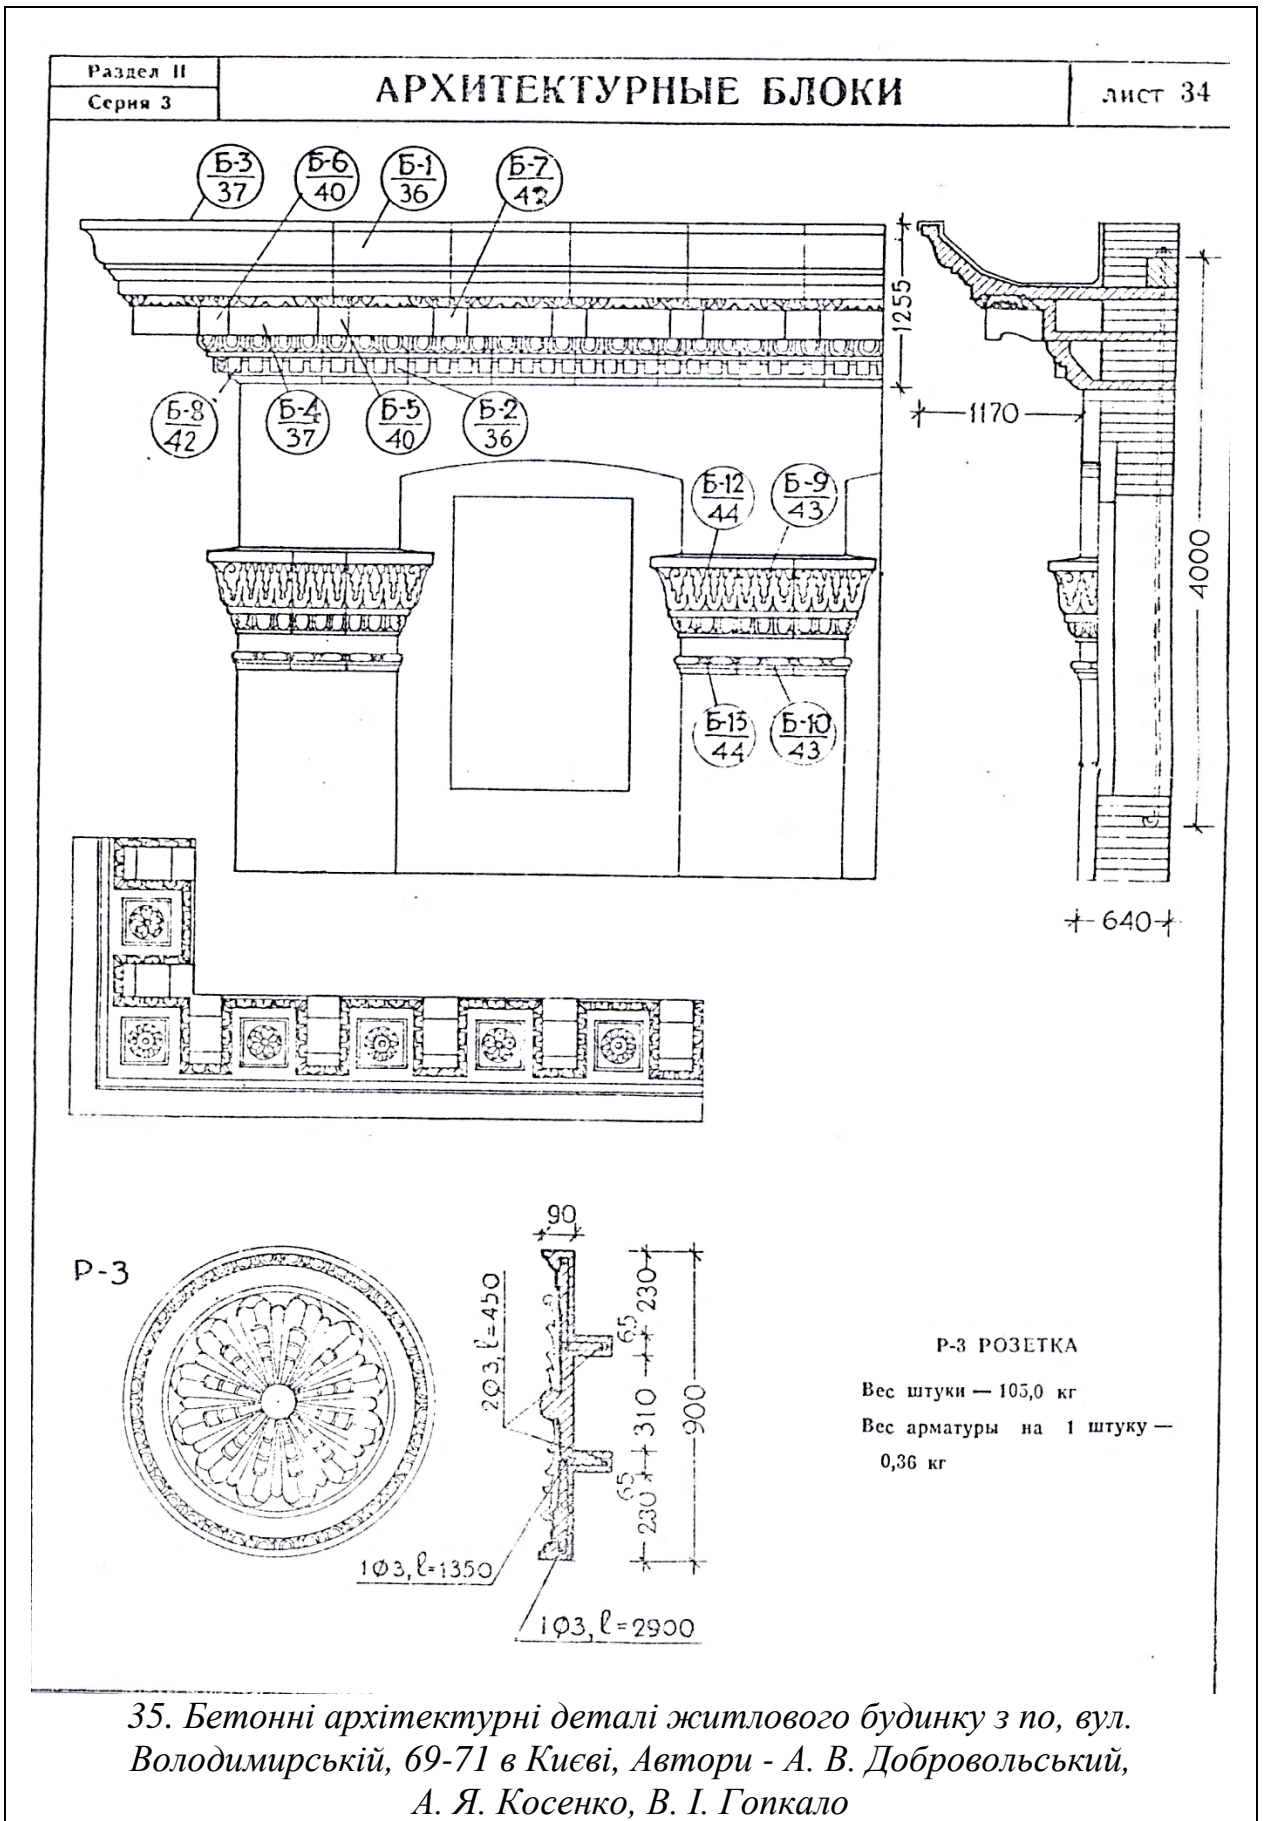 Раздел II
Серия 3
АРХИТЕКТУРНЫЕ БЛОКИ
лист 34
Б-3
37
Б-6
40
Б-1
36
Б-7
42
1255
Б-8
42
Б-4
37
Б-5
40
Б-2
36
1170
Б-12
44
Б-9
43
4000
Б-13
44
Б-10
43
640
Р-3
90
2φ3, ℓ=450
230
65
310
900
65
230
1φ3, ℓ=1350
1φ3, ℓ=2900
Р-3 РОЗЕТКА
Вес штуки — 105,0 кг
Вес арматуры на 1 штуку —
0,36 кг
35. Бетонні архітектурні деталі житлового будинку з по, вул.
Володимирській, 69-71 в Києві, Автори - А. В. Добровольський,
А. Я. Косенко, В. І. Гопкало